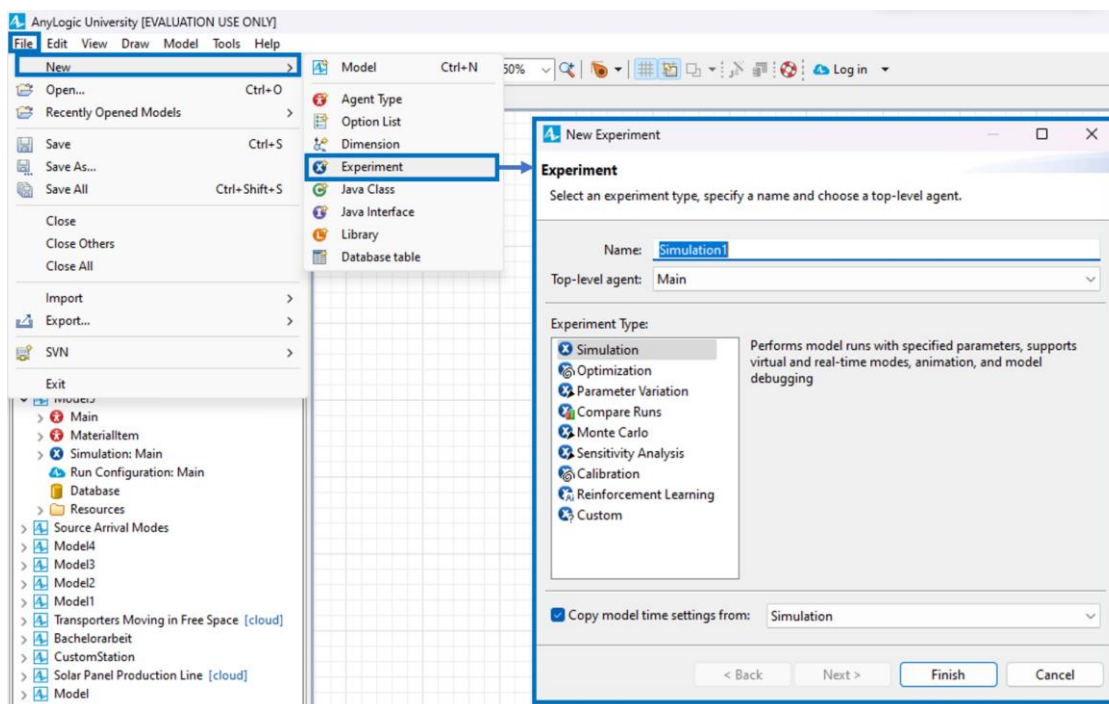 AnyLogic University [EVALUATION USE ONLY]
File Edit View Draw Model Tools Help
New >
Open... Ctrl+O
Recently Opened Models >
Save Ctrl+S
Save As...
Save All Ctrl+Shift+S
Close
Close Others
Close All
Import >
Export... >
SVN >
Exit
Model Ctrl+N
Agent Type
Option List
Dimension
Experiment
Java Class
Java Interface
Library
Database table
50% Log in
New Experiment
Experiment
Select an experiment type, specify a name and choose a top-level agent.
Name: Simulation1
Top-level agent: Main
Experiment Type:
Simulation
Optimization
Parameter Variation
Compare Runs
Monte Carlo
Sensitivity Analysis
Calibration
Reinforcement Learning
Custom
Performs model runs with specified parameters, supports
virtual and real-time modes, animation, and model
debugging
Copy model time settings from: Simulation
< Back Next > Finish Cancel
Main
MaterialItem
Simulation: Main
Run Configuration: Main
Database
Resources
Source Arrival Modes
Model4
Model3
Model2
Model1
Transporters Moving in Free Space [cloud]
Bachelorarbeit
CustomStation
Solar Panel Production Line [cloud]
Model